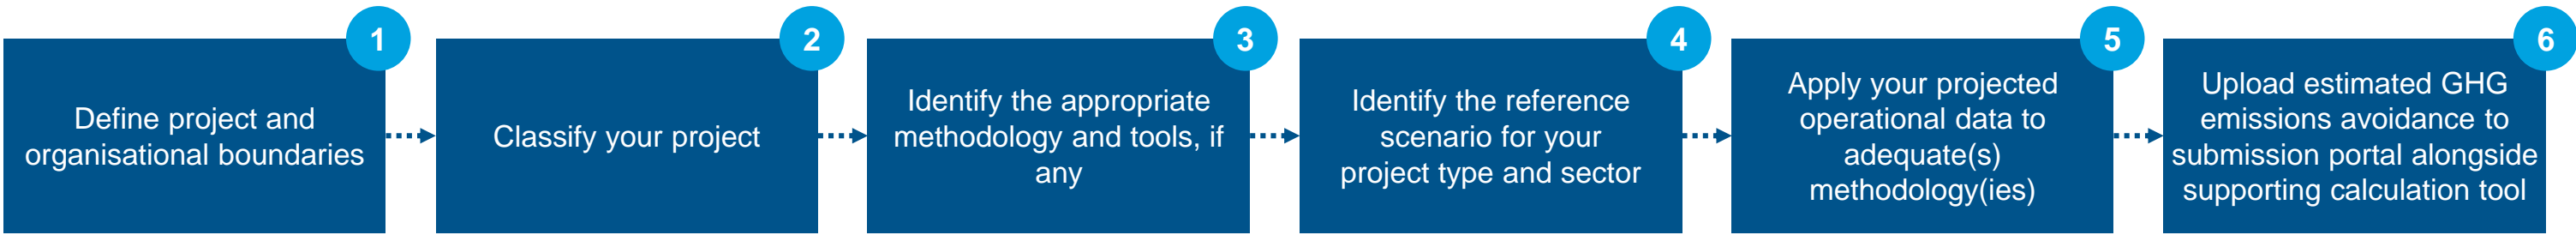 1
Define project and
organisational boundaries
2
Classify your project
3
Identify the appropriate
methodology and tools, if
any
4
Identify the reference
scenario for your
project type and sector
5
Apply your projected
operational data to
adequate(s)
methodology(ies)
6
Upload estimated GHG
emissions avoidance to
submission portal alongside
supporting calculation tool